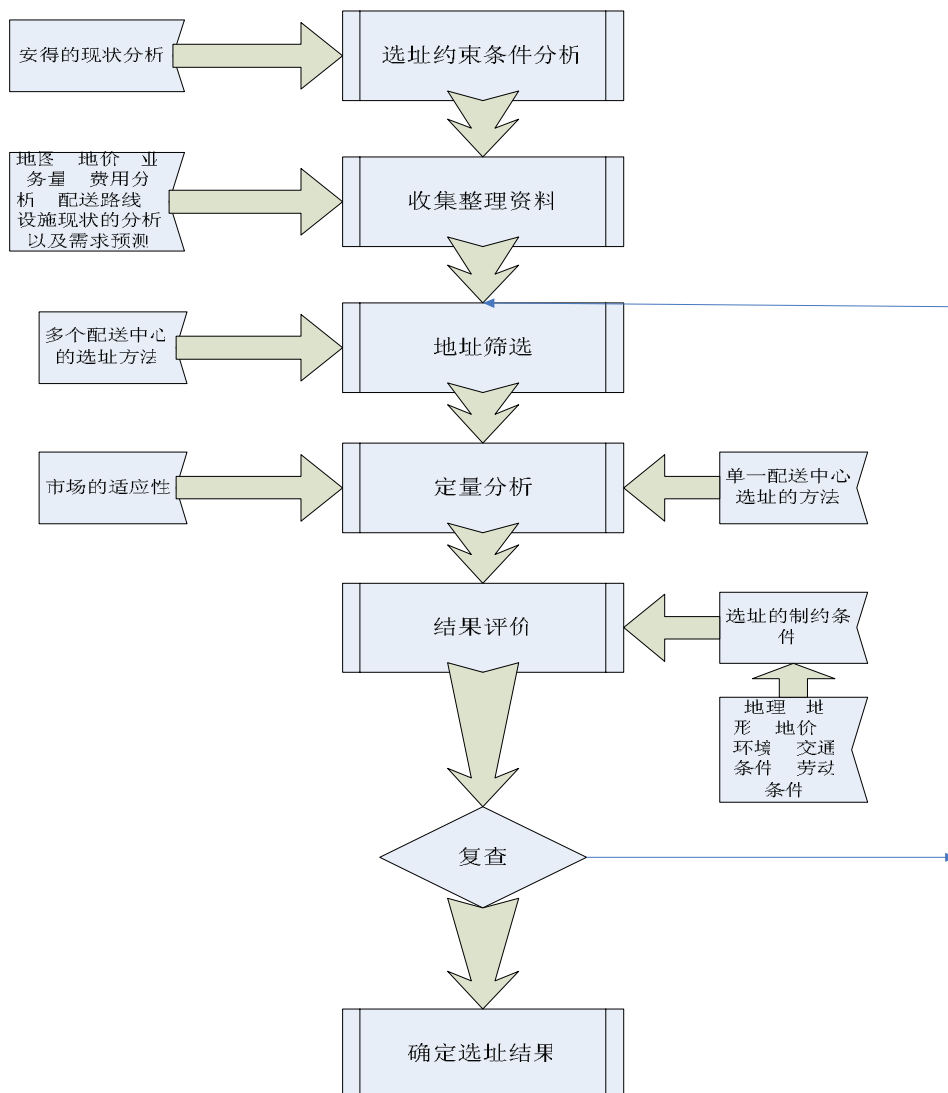 安得的现状分析
选址约束条件分析
地图 地价 业
务量 费用分
析 配送路线
设施现状的分析
以及需求预测
收集整理资料
多个配送中心
的选址方法
地址筛选
市场的适应性
定量分析
单一配送中心
选址的方法
结果评价
选址的制约条
件
地理 地
形 地价
环境 交通
条件 劳动
条件
复查
确定选址结果